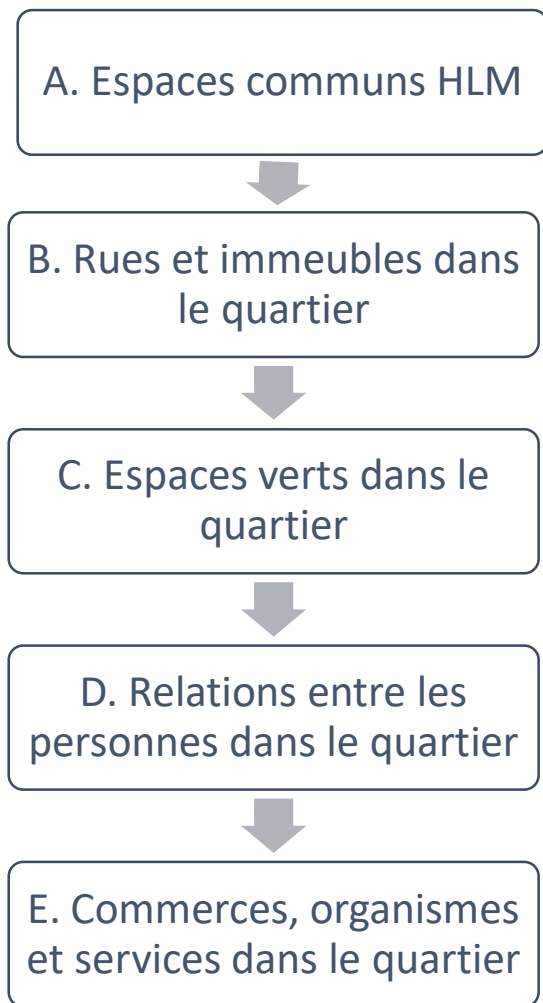 A. Espaces communs HLM
B. Rues et immeubles dans
le quartier
C. Espaces verts dans le
quartier
D. Relations entre les
personnes dans le quartier
E. Commerces, organismes
et services dans le quartier